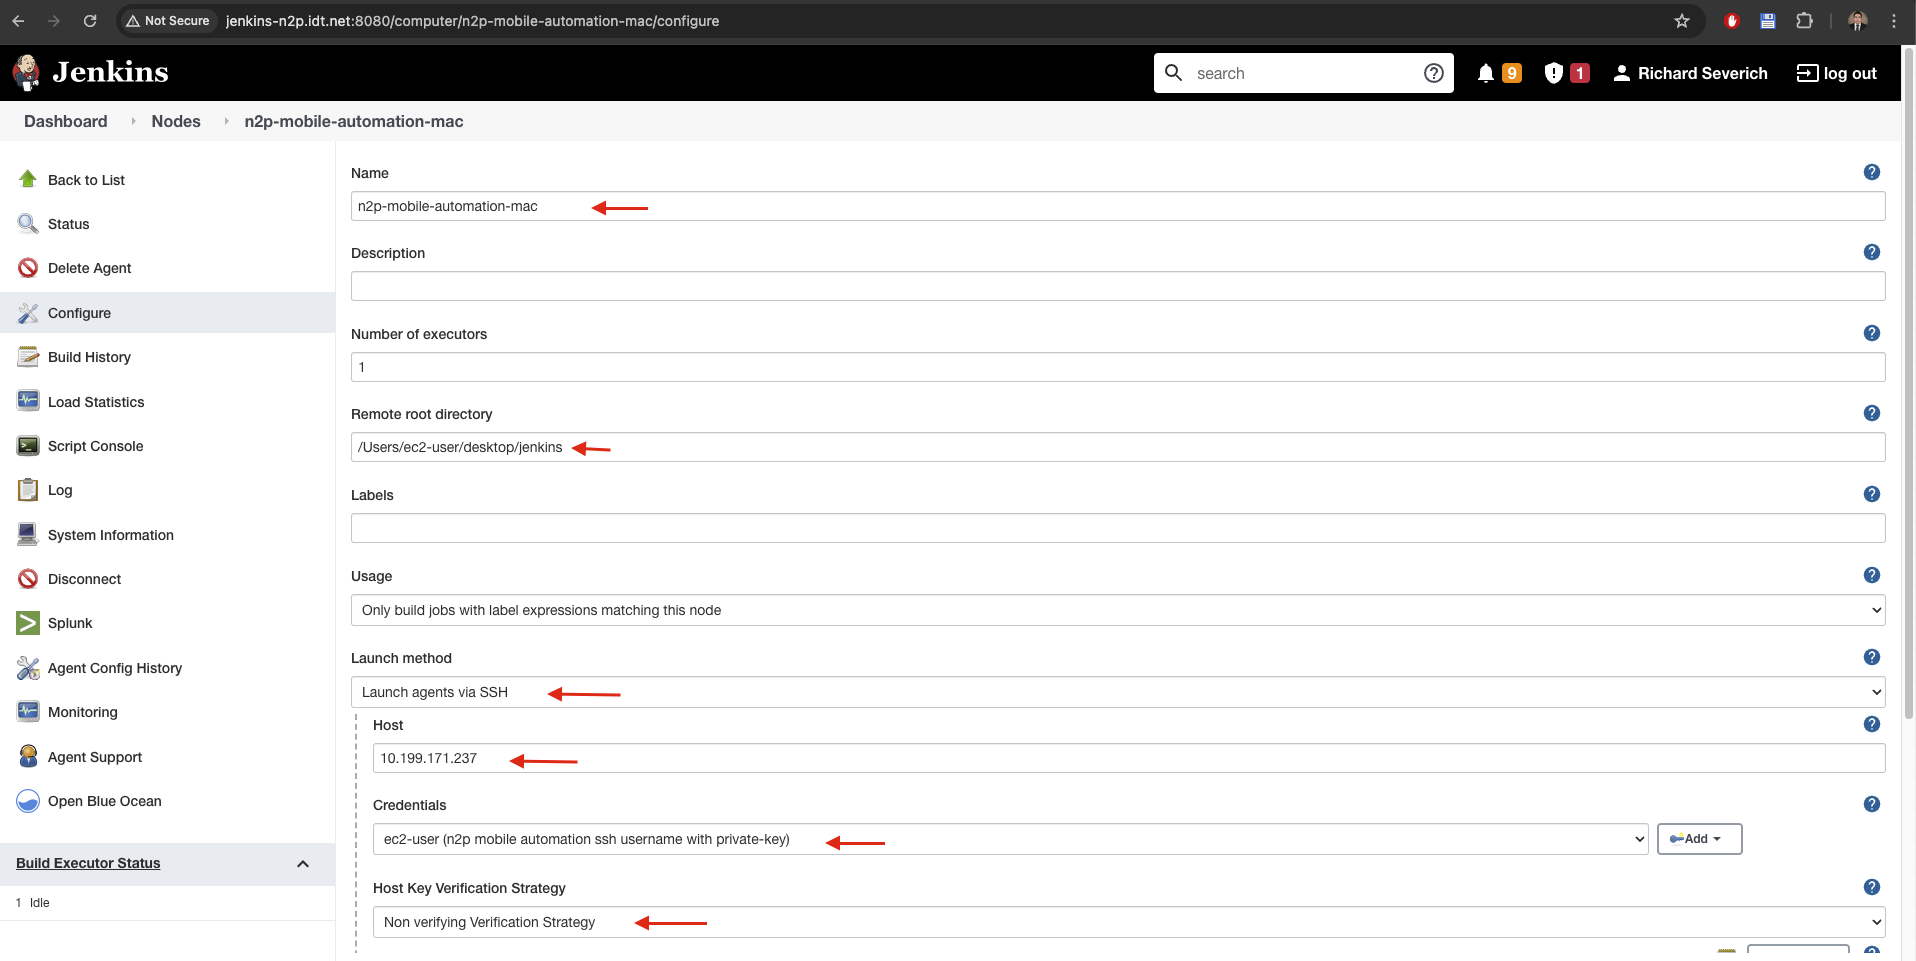 Not Secure jenkins-n2p.idt.net:8080/computer/n2p-mobile-automation-mac/configure
Jenkins
search
9
1
Richard Severich
log out
Dashboard
Nodes
n2p-mobile-automation-mac
Back to List
Status
Delete Agent
Configure
Build History
Load Statistics
Script Console
Log
System Information
Disconnect
Splunk
Agent Config History
Monitoring
Agent Support
Open Blue Ocean
Build Executor Status
1 Idle
Name
n2p-mobile-automation-mac
Description
Number of executors
1
Remote root directory
/Users/ec2-user/desktop/jenkins
Labels
Usage
Only build jobs with label expressions matching this node
Launch method
Launch agents via SSH
Host
10.199.171.237
Credentials
ec2-user (n2p mobile automation ssh username with private-key)
Add
Host Key Verification Strategy
Non verifying Verification Strategy